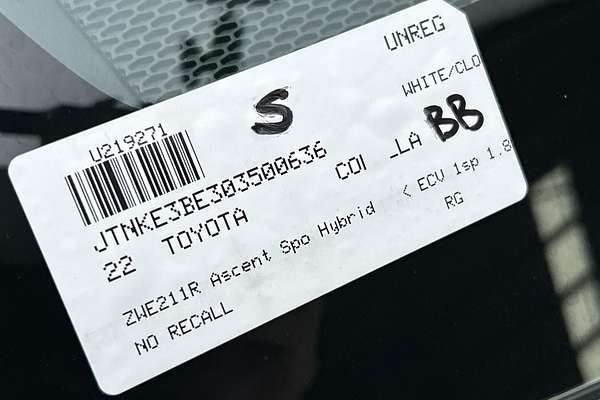 UNREG
S
WHITE/CLO
U219271
BB
JTNKE3BE303500636
COI _LA
22 TOYOTA
ZWE211R Ascent Spo Hybrid < ECV 1sp 1.8
NO RECALL
RG